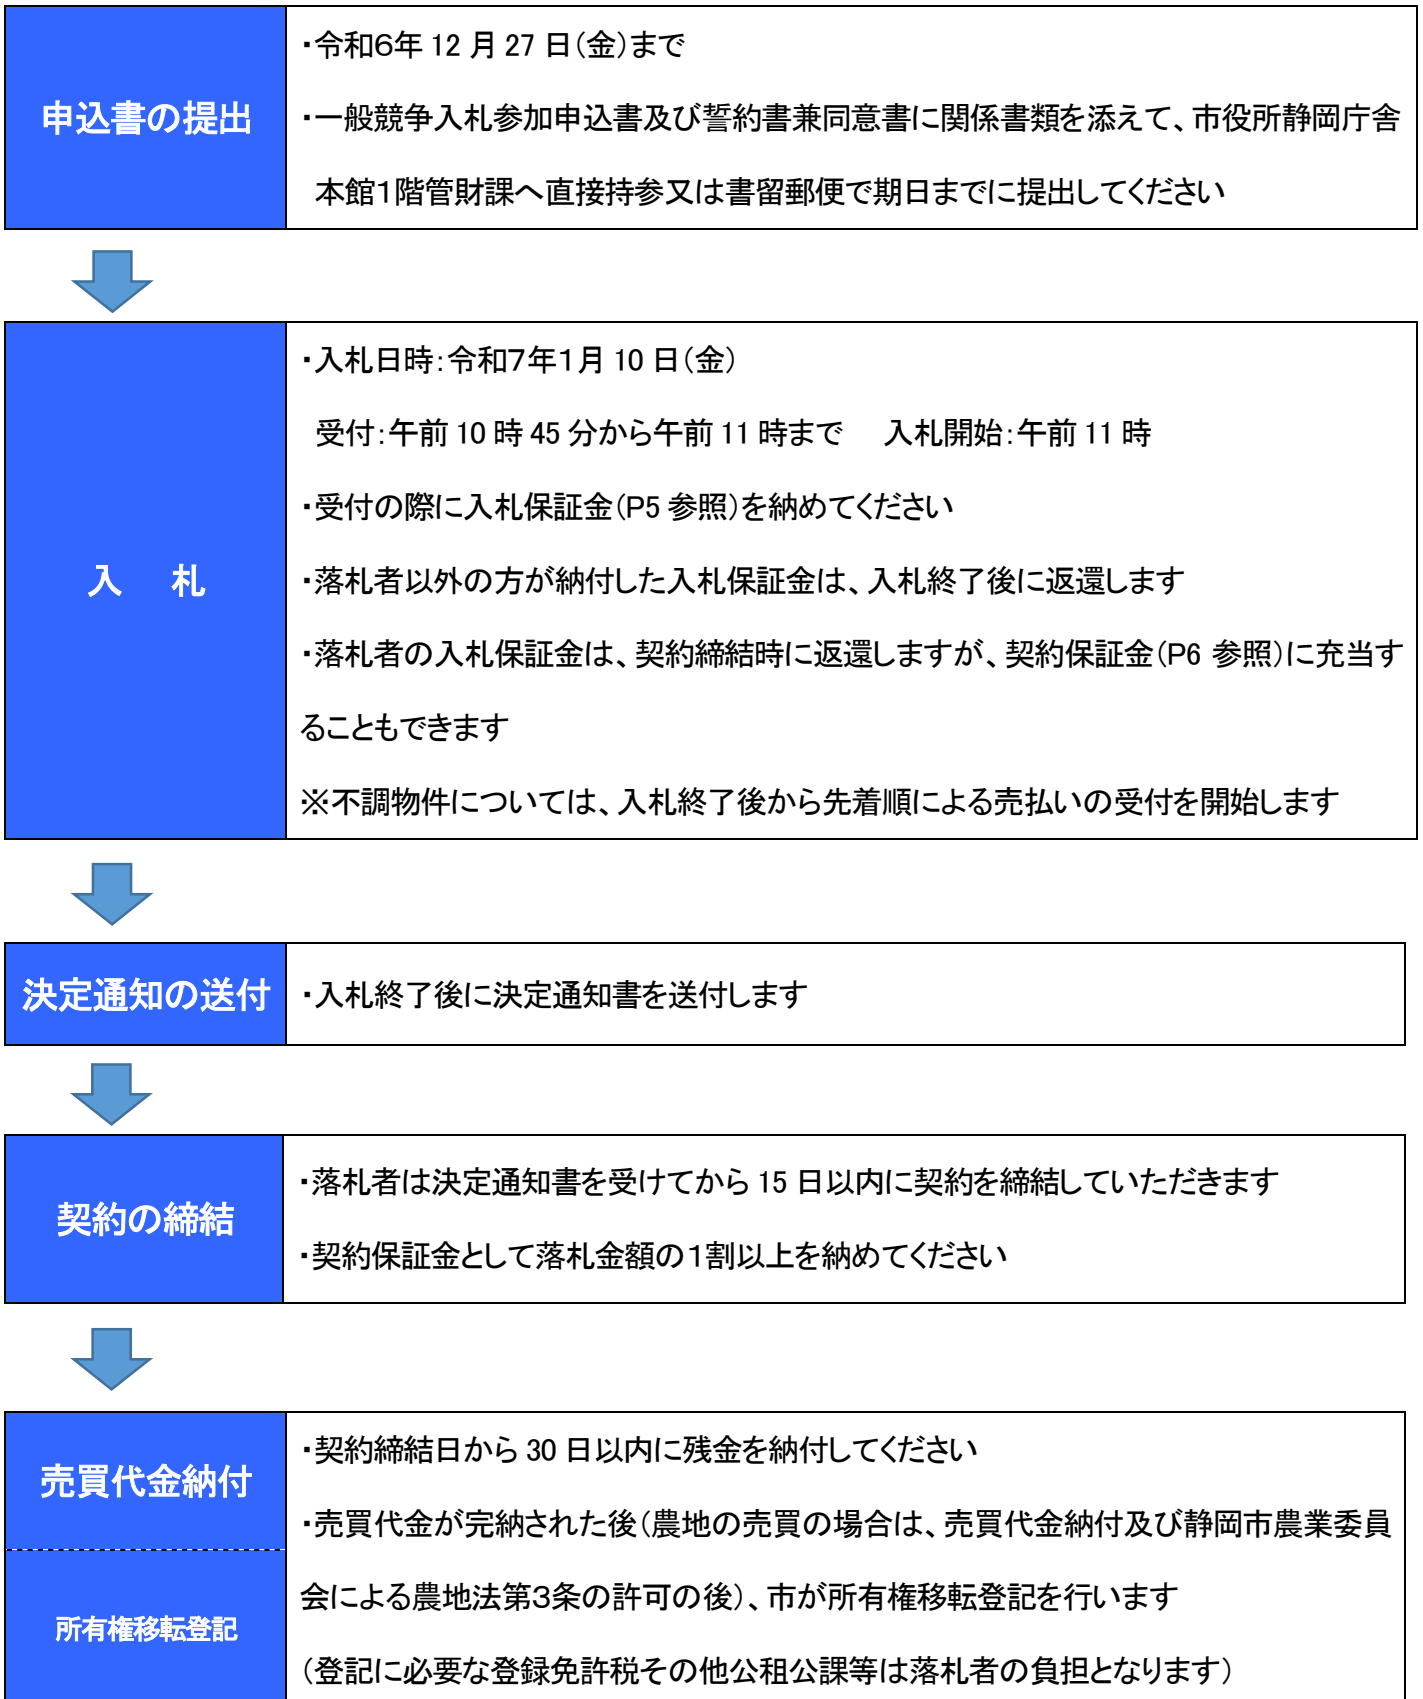 申込書の提出
・令和6年 12 月 27 日(金)まで
・一般競争入札参加申込書及び誓約書兼同意書に関係書類を添えて、市役所静岡庁舎
本館1階管財課へ直接持参又は書留郵便で期日までに提出してください
入 札
・入札日時:令和7年1月 10 日(金)
受付:午前 10 時 45 分から午前 11 時まで 入札開始:午前 11 時
・受付の際に入札保証金(P5 参照)を納めてください
・落札者以外の方が納付した入札保証金は、入札終了後に返還します
・落札者の入札保証金は、契約締結時に返還しますが、契約保証金(P6 参照)に充当す
ることもできます
※不調物件については、入札終了後から先着順による売払いの受付を開始します
決定通知の送付
・入札終了後に決定通知書を送付します
契約の締結
・落札者は決定通知書を受けてから 15 日以内に契約を締結していただきます
・契約保証金として落札金額の1割以上を納めてください
売買代金納付
・契約締結日から 30 日以内に残金を納付してください
・売買代金が完納された後(農地の売買の場合は、売買代金納付及び静岡市農業委員
会による農地法第3条の許可の後)、市が所有権移転登記を行います
所有権移転登記
(登記に必要な登録免許税その他公租公課等は落札者の負担となります)